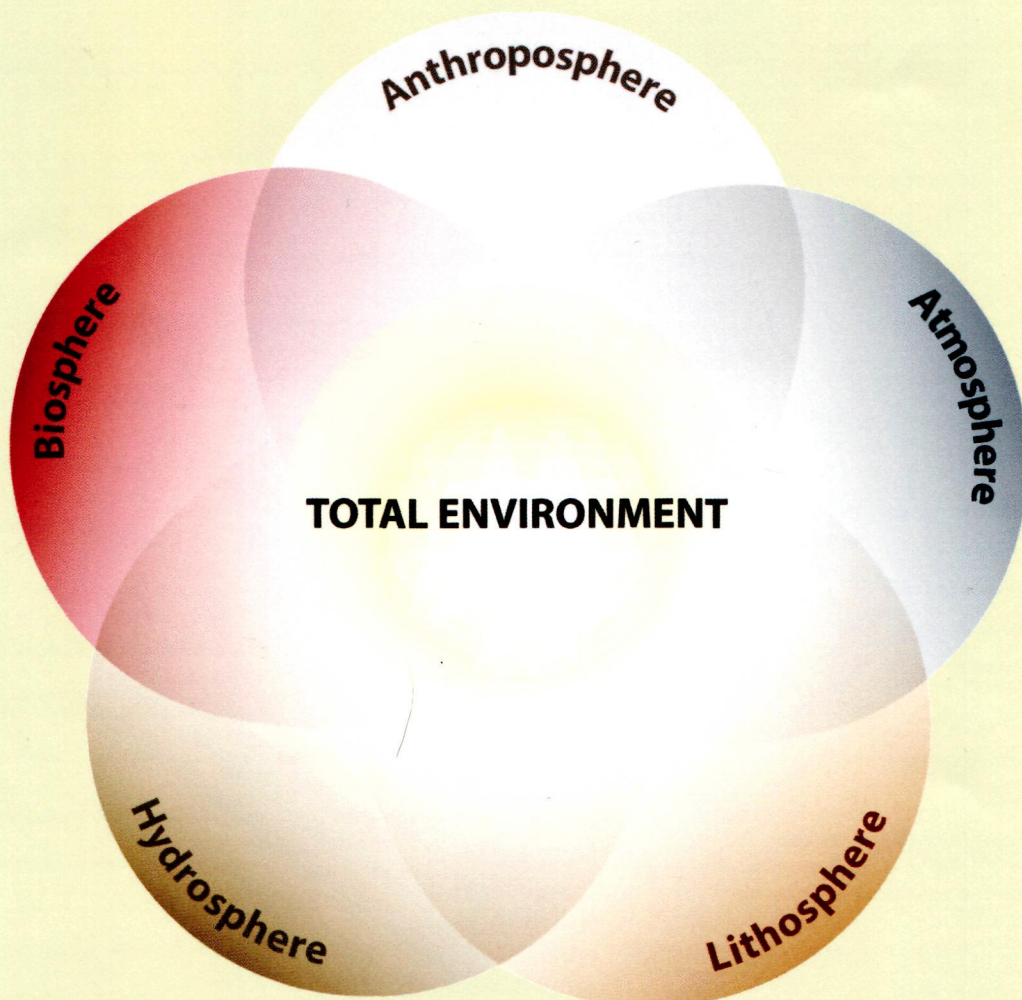 Anthroposphere
Biosphere
Atmosphere
TOTAL ENVIRONMENT
Hydrosphere
Lithosphere